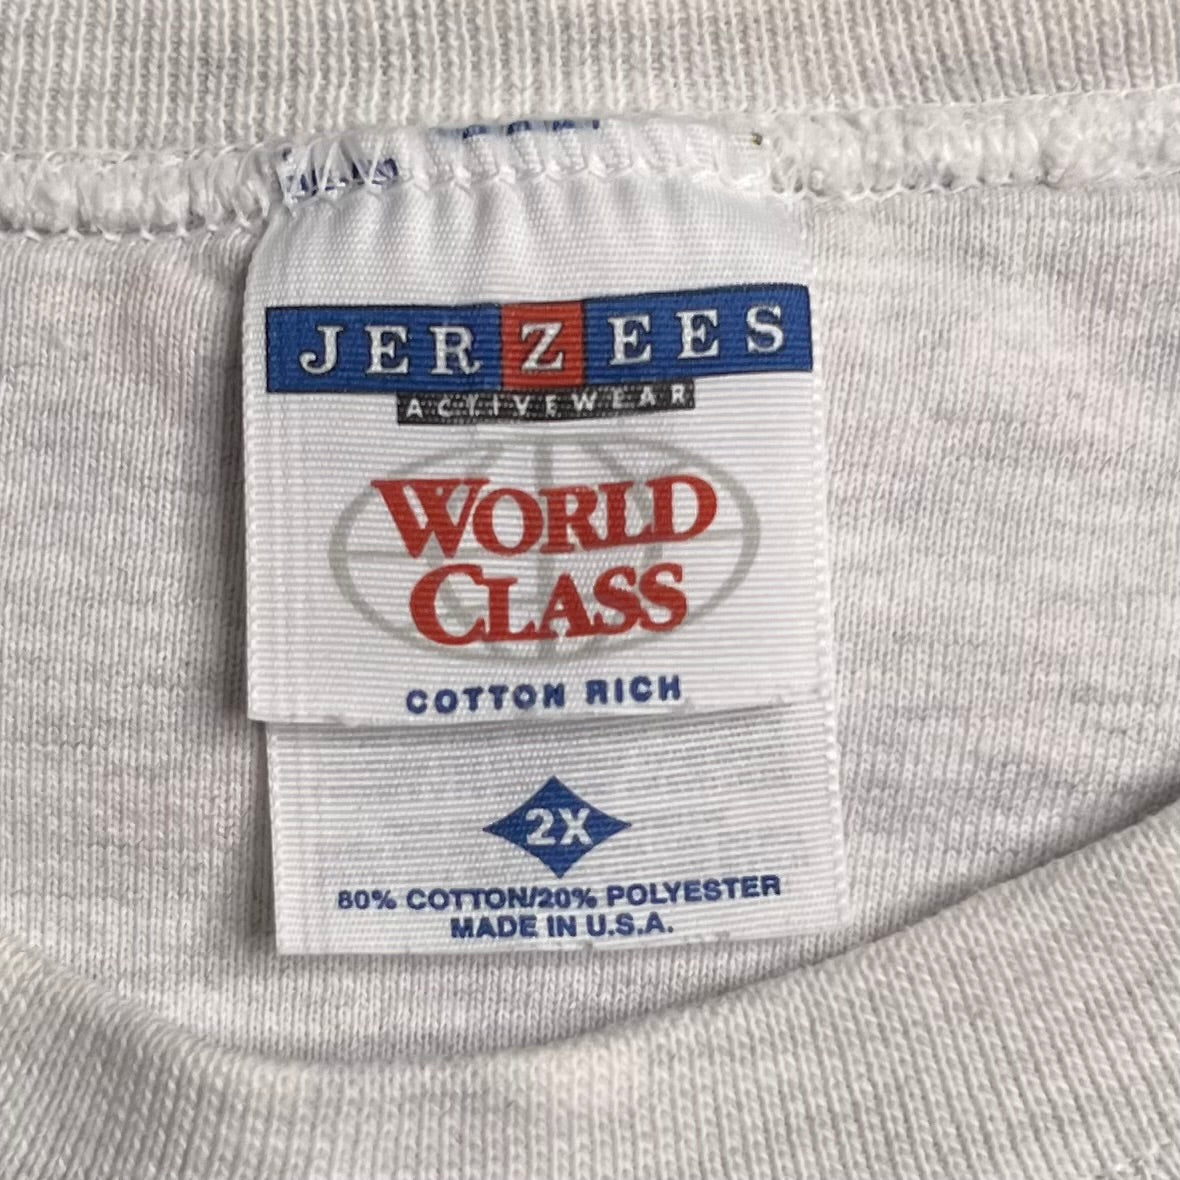 JERZEES
ACTIVEWEAR
WORLD
CLASS
COTTON RICH
2X
80% COTTON/20% POLYESTER
MADE IN U.S.A.